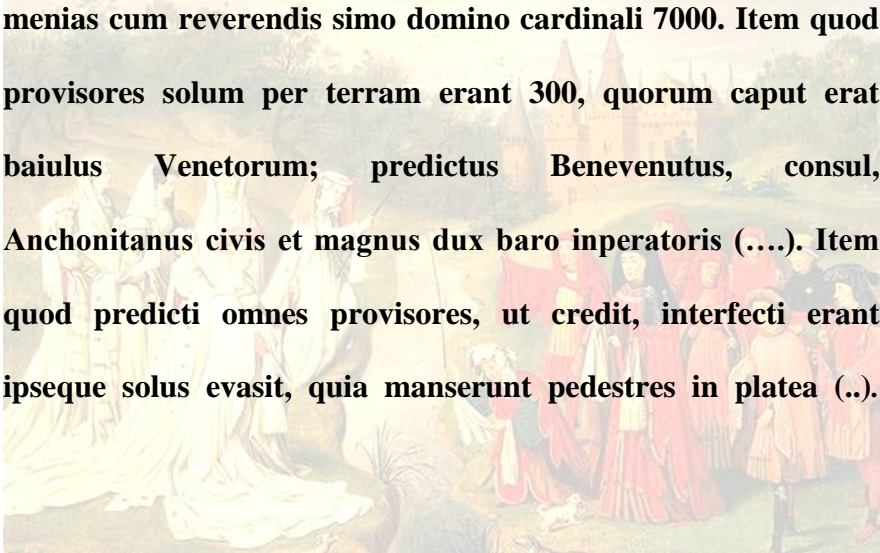 menias cum reverendis simo domino cardinali 7000. Item quod
provisores solum per terram erant 300, quorum caput erat
baiulus Venetorum; predictus Benevenutus, consul,
Anchonitanus civis et magnus dux baro inperatoris (….). Item
quod predicti omnes provisores, ut credit, interfecti erant
ipseque solus evasit, quia manserunt pedestres in platea (..).